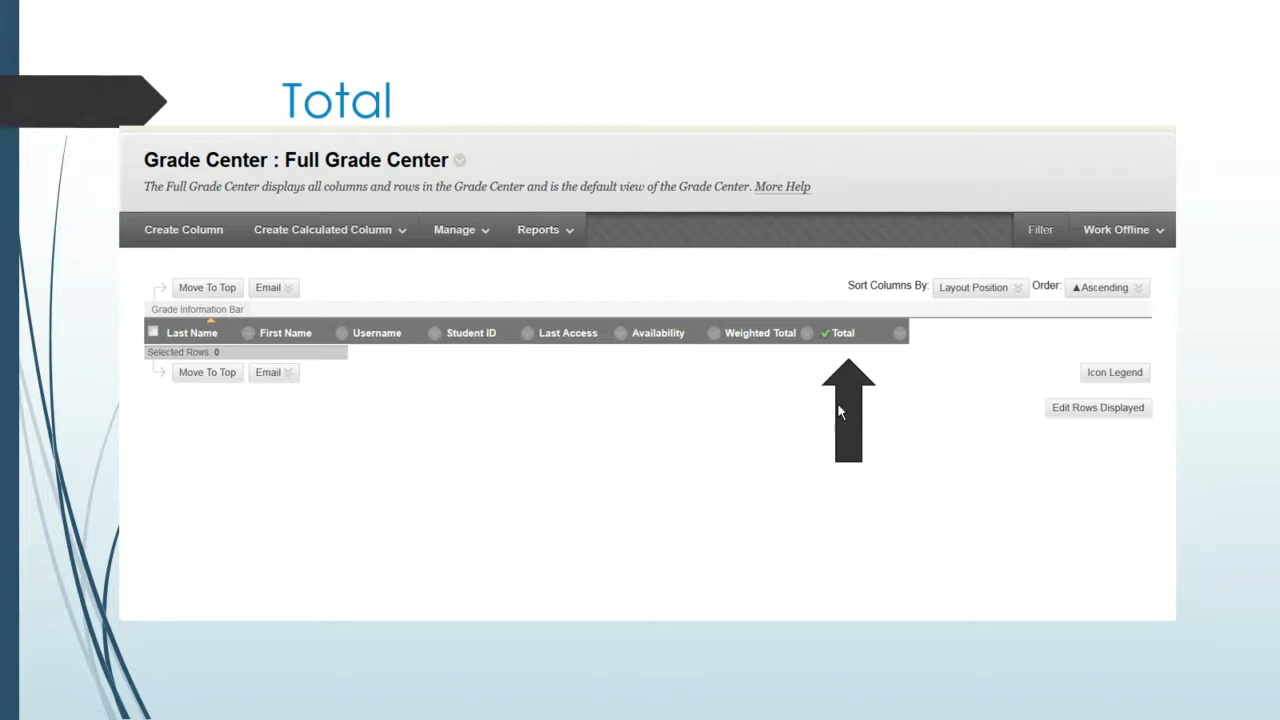 Total
Grade Center : Full Grade Center
The Full Grade Center displays all columns and rows in the Grade Center and is the default view of the Grade Center. More Help
Create Column Create Calculated Column Manage Reports Filter Work Offline
Move To Top Email Sort Columns By: Layout Position Order: ▲Ascending
Grade Information Bar
Last Name First Name Username Student ID Last Access Availability Weighted Total Total
Selected Rows: 0
Move To Top Email Icon Legend
Edit Rows Displayed